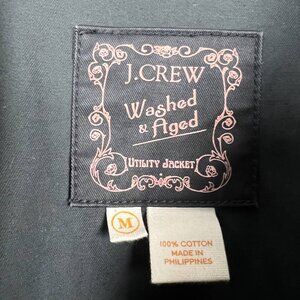 J.CREW
Washed
& Aged
UTILITY JACKET
M
100% COTTON
MADE IN
PHILIPPINES